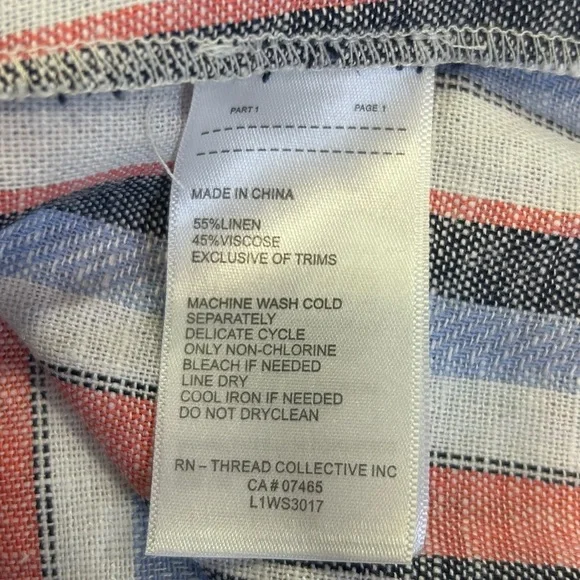 PART 1 PAGE 1
MADE IN CHINA
55%LINEN
45%VISCOSE
EXCLUSIVE OF TRIMS
MACHINE WASH COLD
SEPARATELY
DELICATE CYCLE
ONLY NON-CHLORINE
BLEACH IF NEEDED
LINE DRY
COOL IRON IF NEEDED
DO NOT DRYCLEAN
RN – THREAD COLLECTIVE INC
CA # 07465
L1WS3017